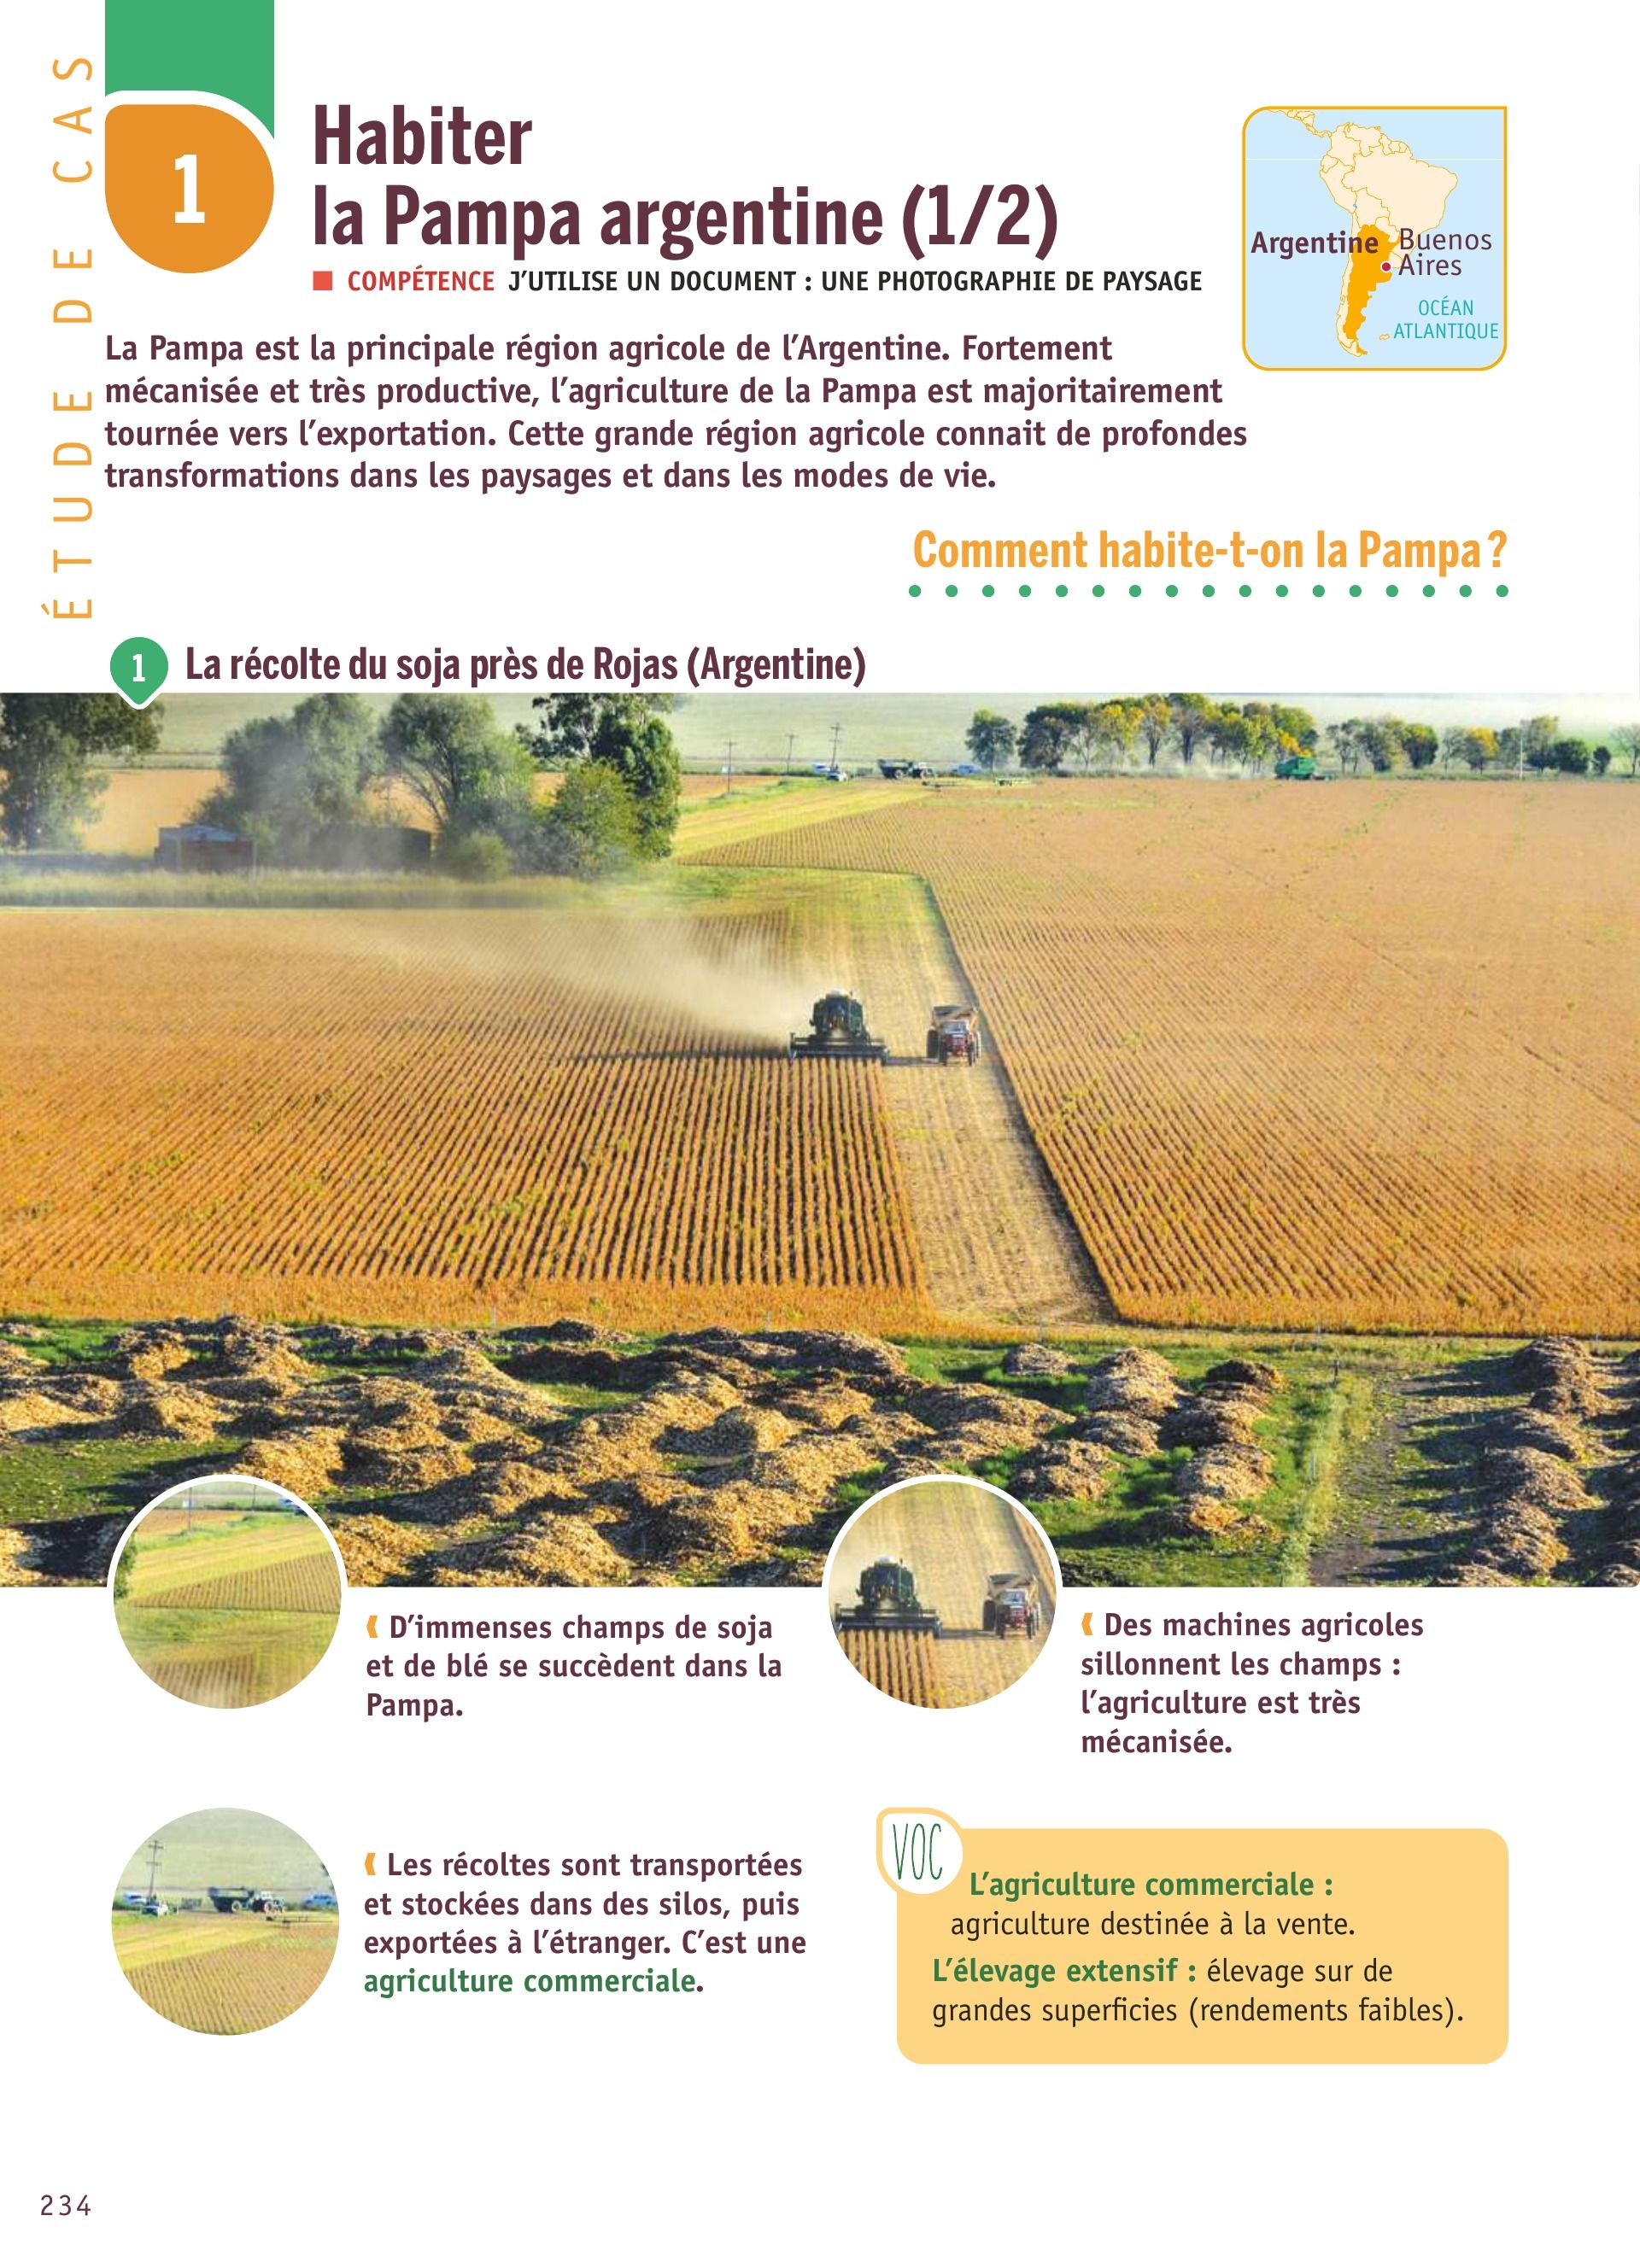 ÉTUDE DE CAS
1
Habiter
la Pampa argentine (1/2)
COMPÉTENCE J'UTILISE UN DOCUMENT : UNE PHOTOGRAPHIE DE PAYSAGE
Argentine
Buenos
Aires
OCÉAN
ATLANTIQUE
La Pampa est la principale région agricole de l'Argentine. Fortement
mécanisée et très productive, l'agriculture de la Pampa est majoritairement
tournée vers l'exportation. Cette grande région agricole connait de profondes
transformations dans les paysages et dans les modes de vie.
Comment habite-t-on la Pampa ?
1 La récolte du soja près de Rojas (Argentine)
D'immenses champs de soja
et de blé se succèdent dans la
Pampa.
Des machines agricoles
sillonnent les champs :
l'agriculture est très
mécanisée.
Les récoltes sont transportées
et stockées dans des silos, puis
exportées à l'étranger. C'est une
agriculture commerciale.
VOC
L'agriculture commerciale :
agriculture destinée à la vente.
L'élevage extensif : élevage sur de
grandes superficies (rendements faibles).
234